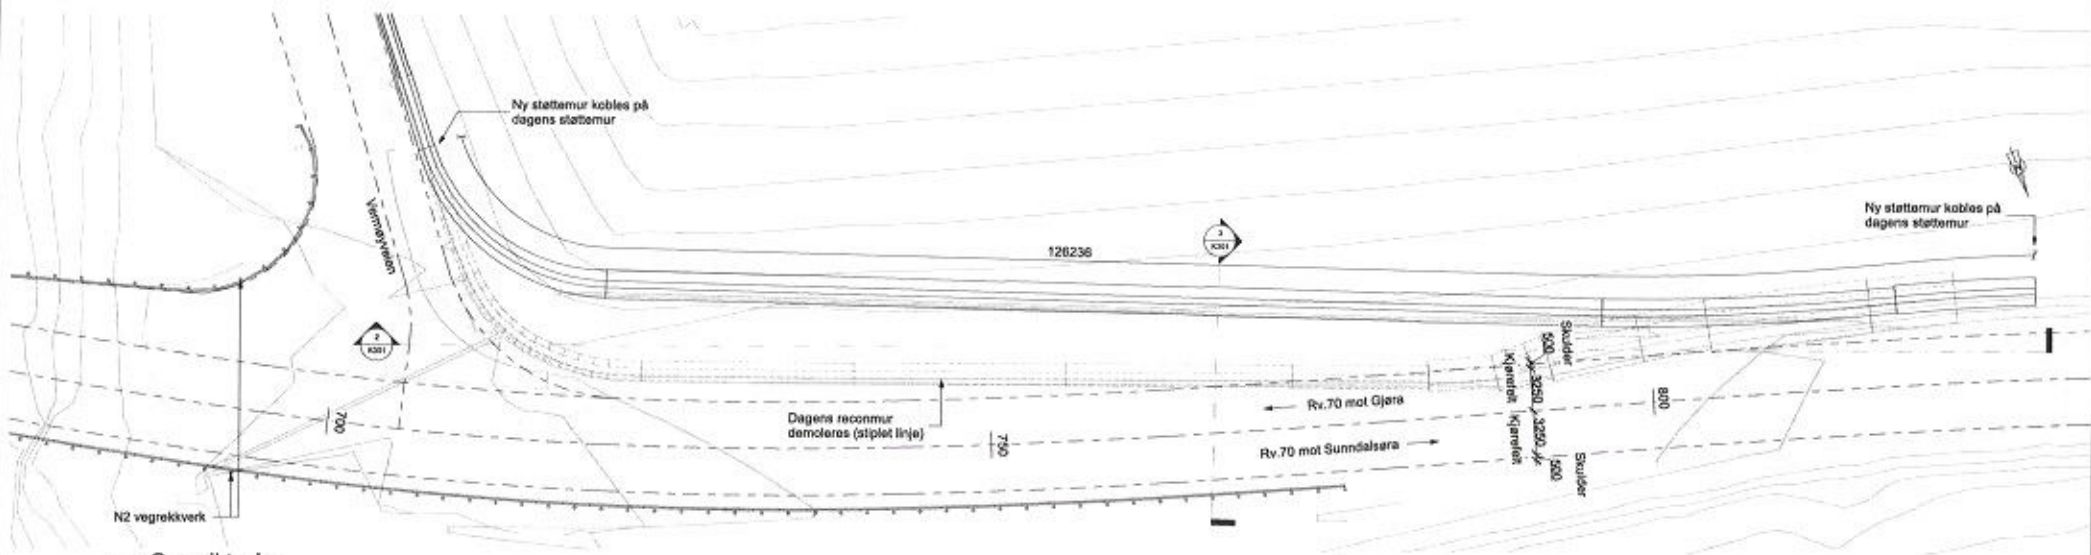 Ny støttemur kobles på
dagens støttemur
Vermøyveien
126236
3
K301
Ny støttemur kobles på
dagens støttemur
2
K301
Skulder
500
Kjørefelt
3250
3250
Kjørefelt
500
Skulder
700
750
800
Rv.70 mot Gjøra
Rv.70 mot Sunndalsøra
Dagens reconmur
demoleres (stiplet linje)
N2 vegrekkverk